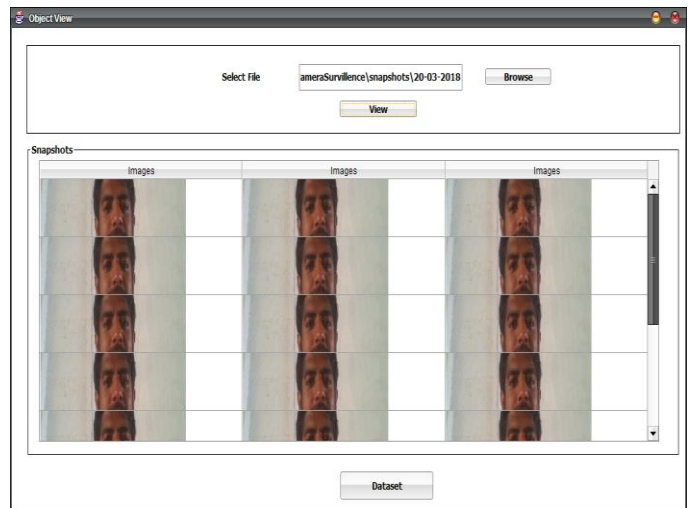 Object View
Select File ameraSurvillence\snapshots\20-03-2018 Browse
View
Snapshots
Images Images Images
Dataset